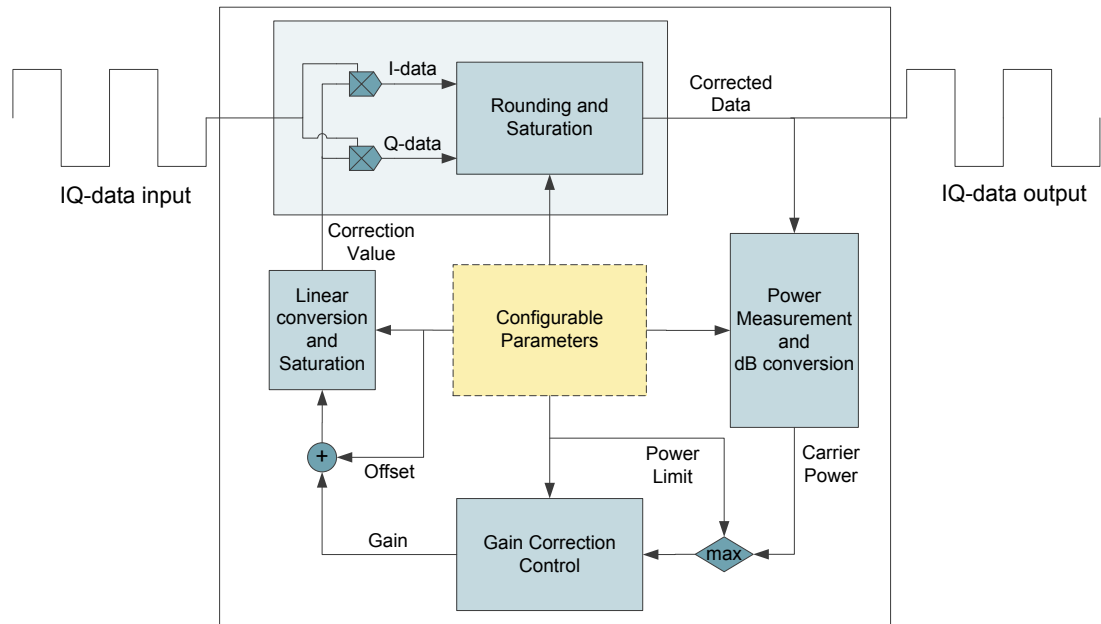 I-data
Q-data
Rounding and
Saturation
Corrected
Data
IQ-data input
IQ-data output
Correction
Value
Linear
conversion
and
Saturation
Configurable
Parameters
Power
Measurement
and
dB conversion
+
Offset
Power
Limit
Carrier
Power
Gain
Gain Correction
Control
max